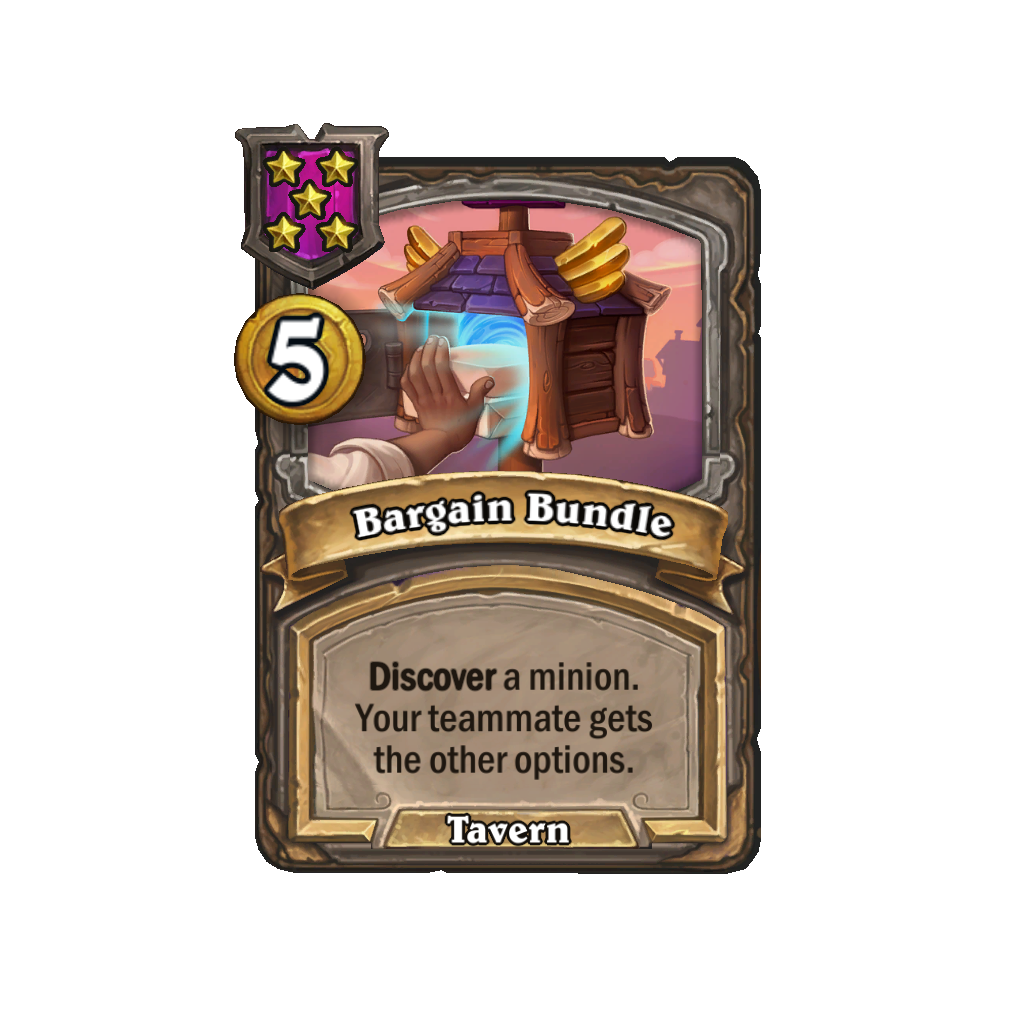 5
Bargain Bundle
Discover a minion.
Your teammate gets
the other options.
Tavern